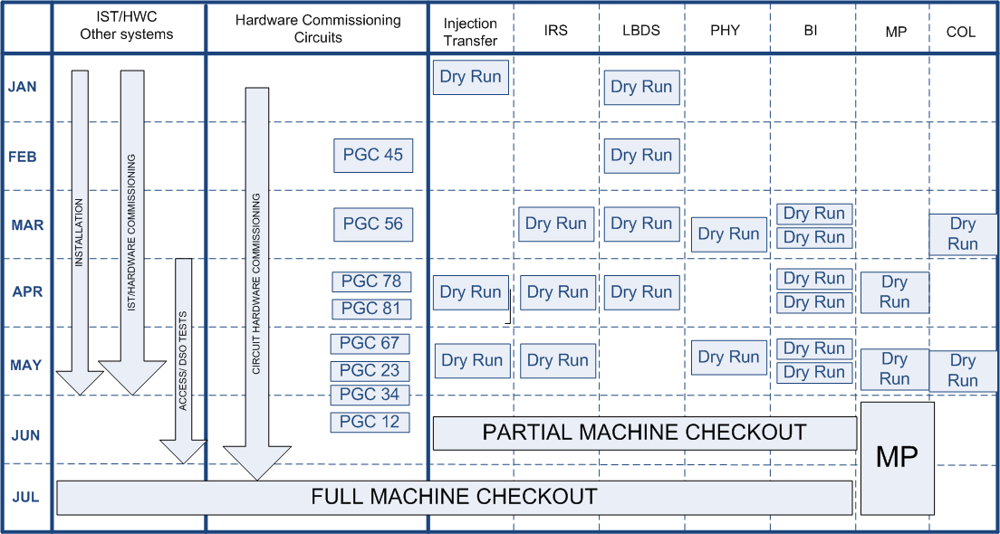 IST/HWC
Other systems
Hardware Commissioning
Circuits
Injection
Transfer
IRS
LBDS
PHY
BI
MP
COL
JAN
Dry Run
Dry Run
FEB
PGC 45
Dry Run
MAR
PGC 56
Dry Run
Dry Run
Dry Run
Dry Run
Dry Run
Dry
Run
APR
PGC 78
PGC 81
Dry Run
Dry Run
Dry Run
Dry Run
Dry Run
Dry
Run
MAY
PGC 67
PGC 23
PGC 34
Dry Run
Dry Run
Dry Run
Dry Run
Dry Run
Dry
Run
Dry
Run
JUN
PGC 12
PARTIAL MACHINE CHECKOUT
MP
JUL
FULL MACHINE CHECKOUT
INSTALLATION
IST/HARDWARE COMMISSIONING
ACCESS/ DSO TESTS
CIRCUIT HARDWARE COMMISSIONING